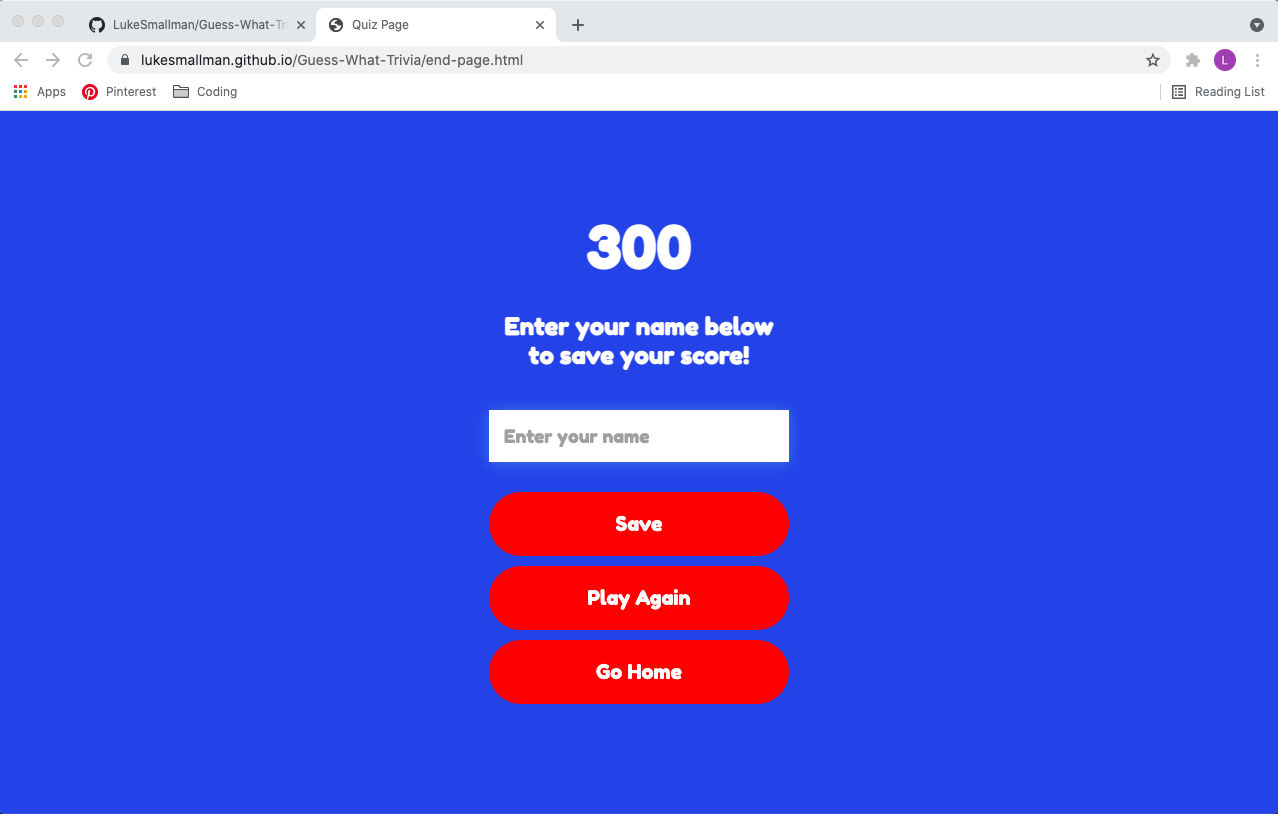 LukeSmallman/Guess-What-Tri
Quiz Page
lukesmallman.github.io/Guess-What-Trivia/end-page.html
L
Apps
Pinterest
Coding
Reading List
300
Enter your name below
to save your score!
Enter your name
Save
Play Again
Go Home